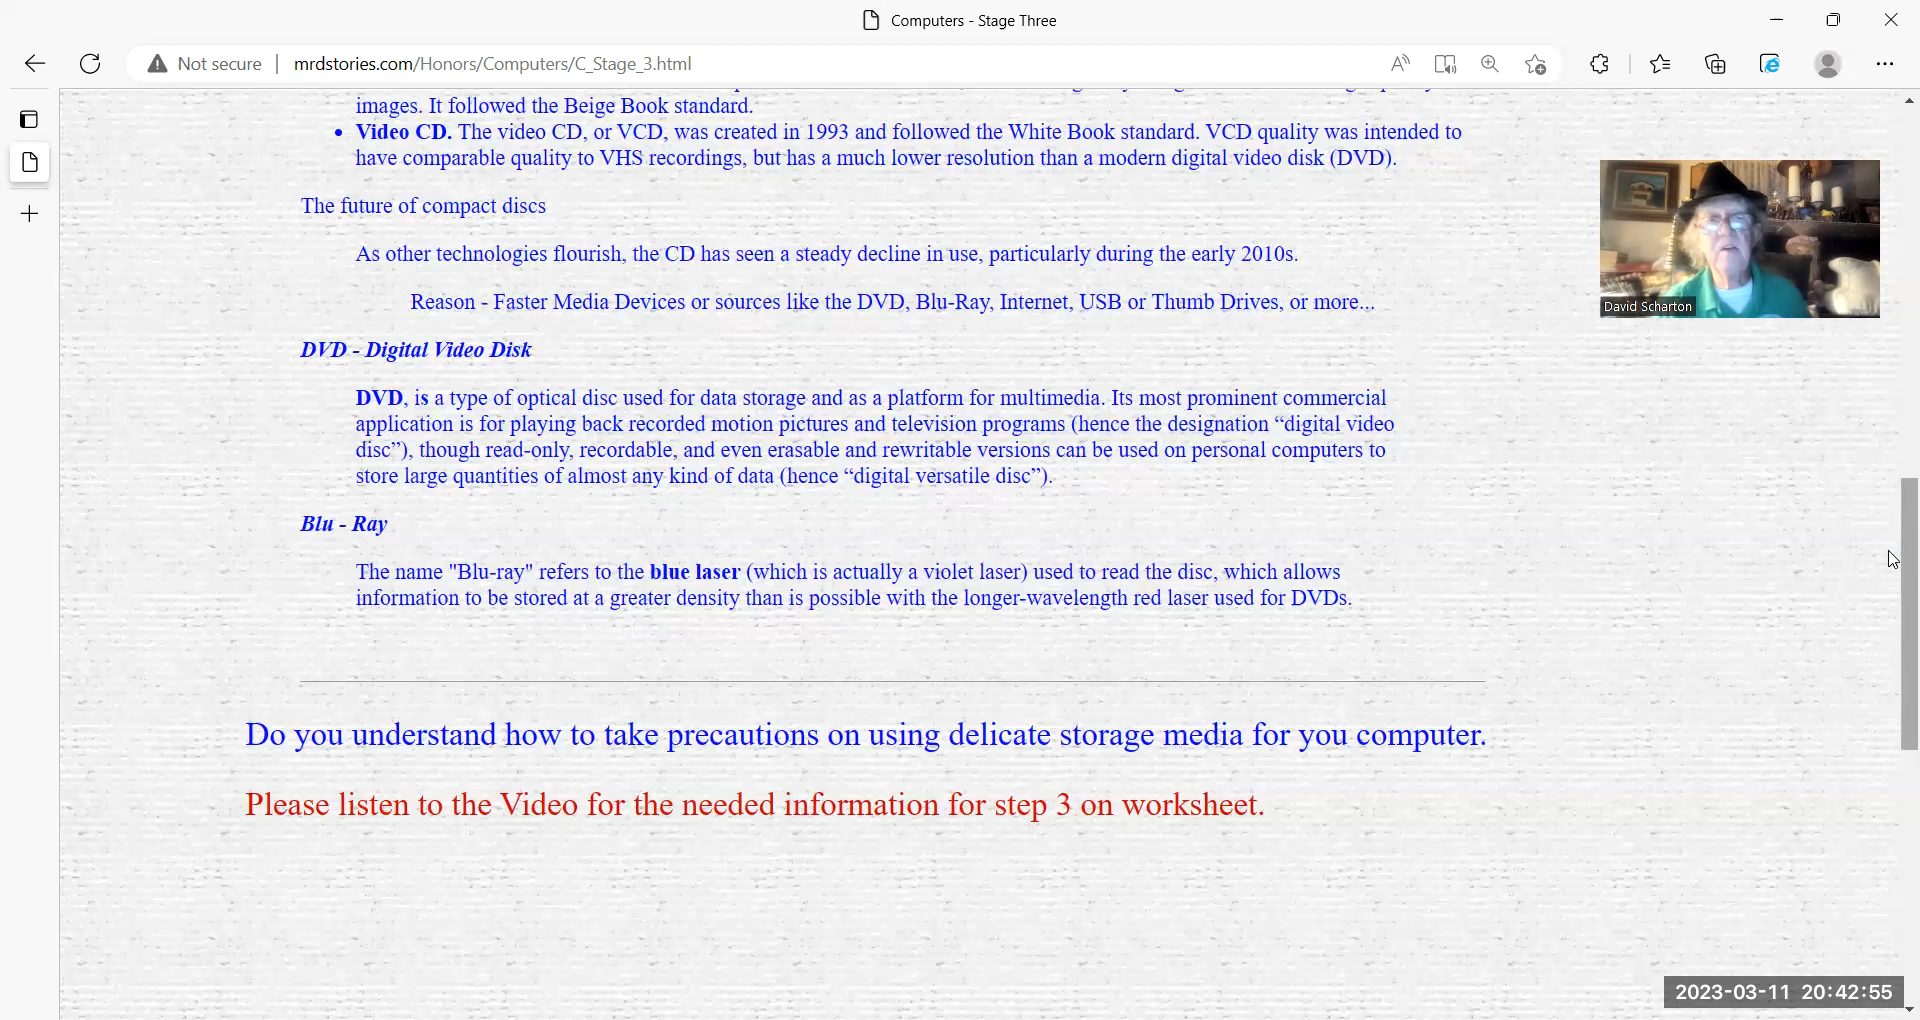 Computers - Stage Three
Not secure
mrdstories.com/Honors/Computers/C_Stage_3.html
images. It followed the Beige Book standard.
• Video CD. The video CD, or VCD, was created in 1993 and followed the White Book standard. VCD quality was intended to
have comparable quality to VHS recordings, but has a much lower resolution than a modern digital video disk (DVD).
The future of compact discs
As other technologies flourish, the CD has seen a steady decline in use, particularly during the early 2010s.
Reason - Faster Media Devices or sources like the DVD, Blu-Ray, Internet, USB or Thumb Drives, or more...
David Scharton
DVD - Digital Video Disk
DVD, is a type of optical disc used for data storage and as a platform for multimedia. Its most prominent commercial
application is for playing back recorded motion pictures and television programs (hence the designation “digital video
disc”), though read-only, recordable, and even erasable and rewritable versions can be used on personal computers to
store large quantities of almost any kind of data (hence “digital versatile disc”).
Blu - Ray
The name "Blu-ray" refers to the blue laser (which is actually a violet laser) used to read the disc, which allows
information to be stored at a greater density than is possible with the longer-wavelength red laser used for DVDs.
Do you understand how to take precautions on using delicate storage media for you computer.
Please listen to the Video for the needed information for step 3 on worksheet.
2023-03-11 20:42:55